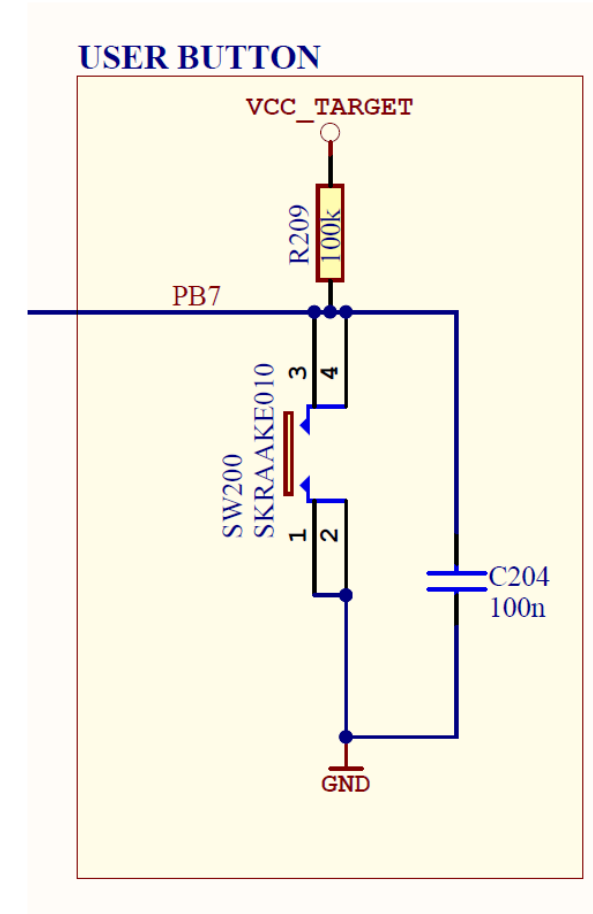 USER BUTTON
VCC_TARGET
R209
100k
PB7
3
4
SW200
SKRAAKE010
1
2
C204
100n
GND